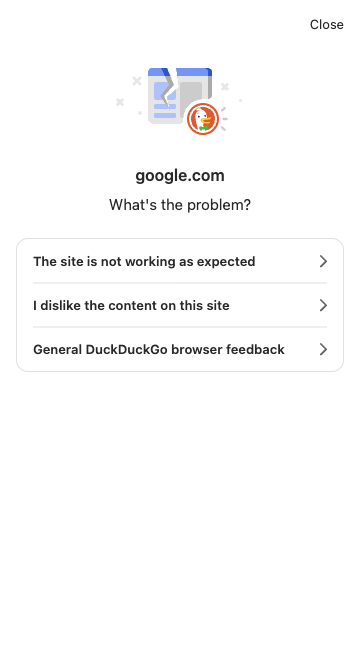 Close
google.com
What's the problem?
The site is not working as expected
I dislike the content on this site
General DuckDuckGo browser feedback